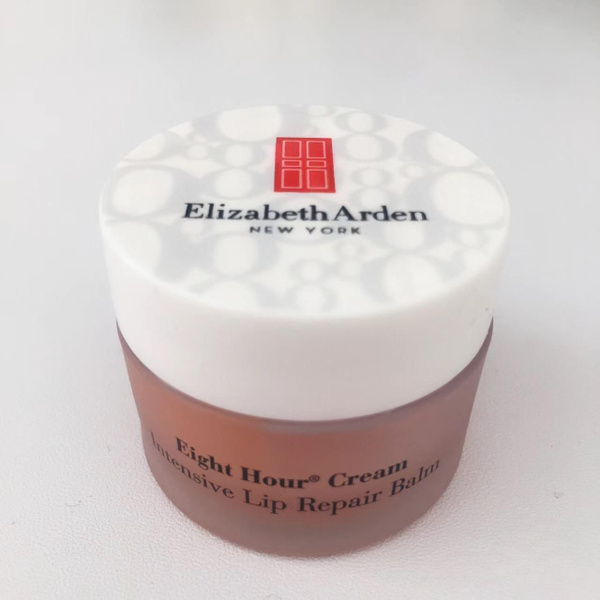 Elizabeth Arden
NEW YORK
Eight Hour® Cream
Intensive Lip Repair Balm